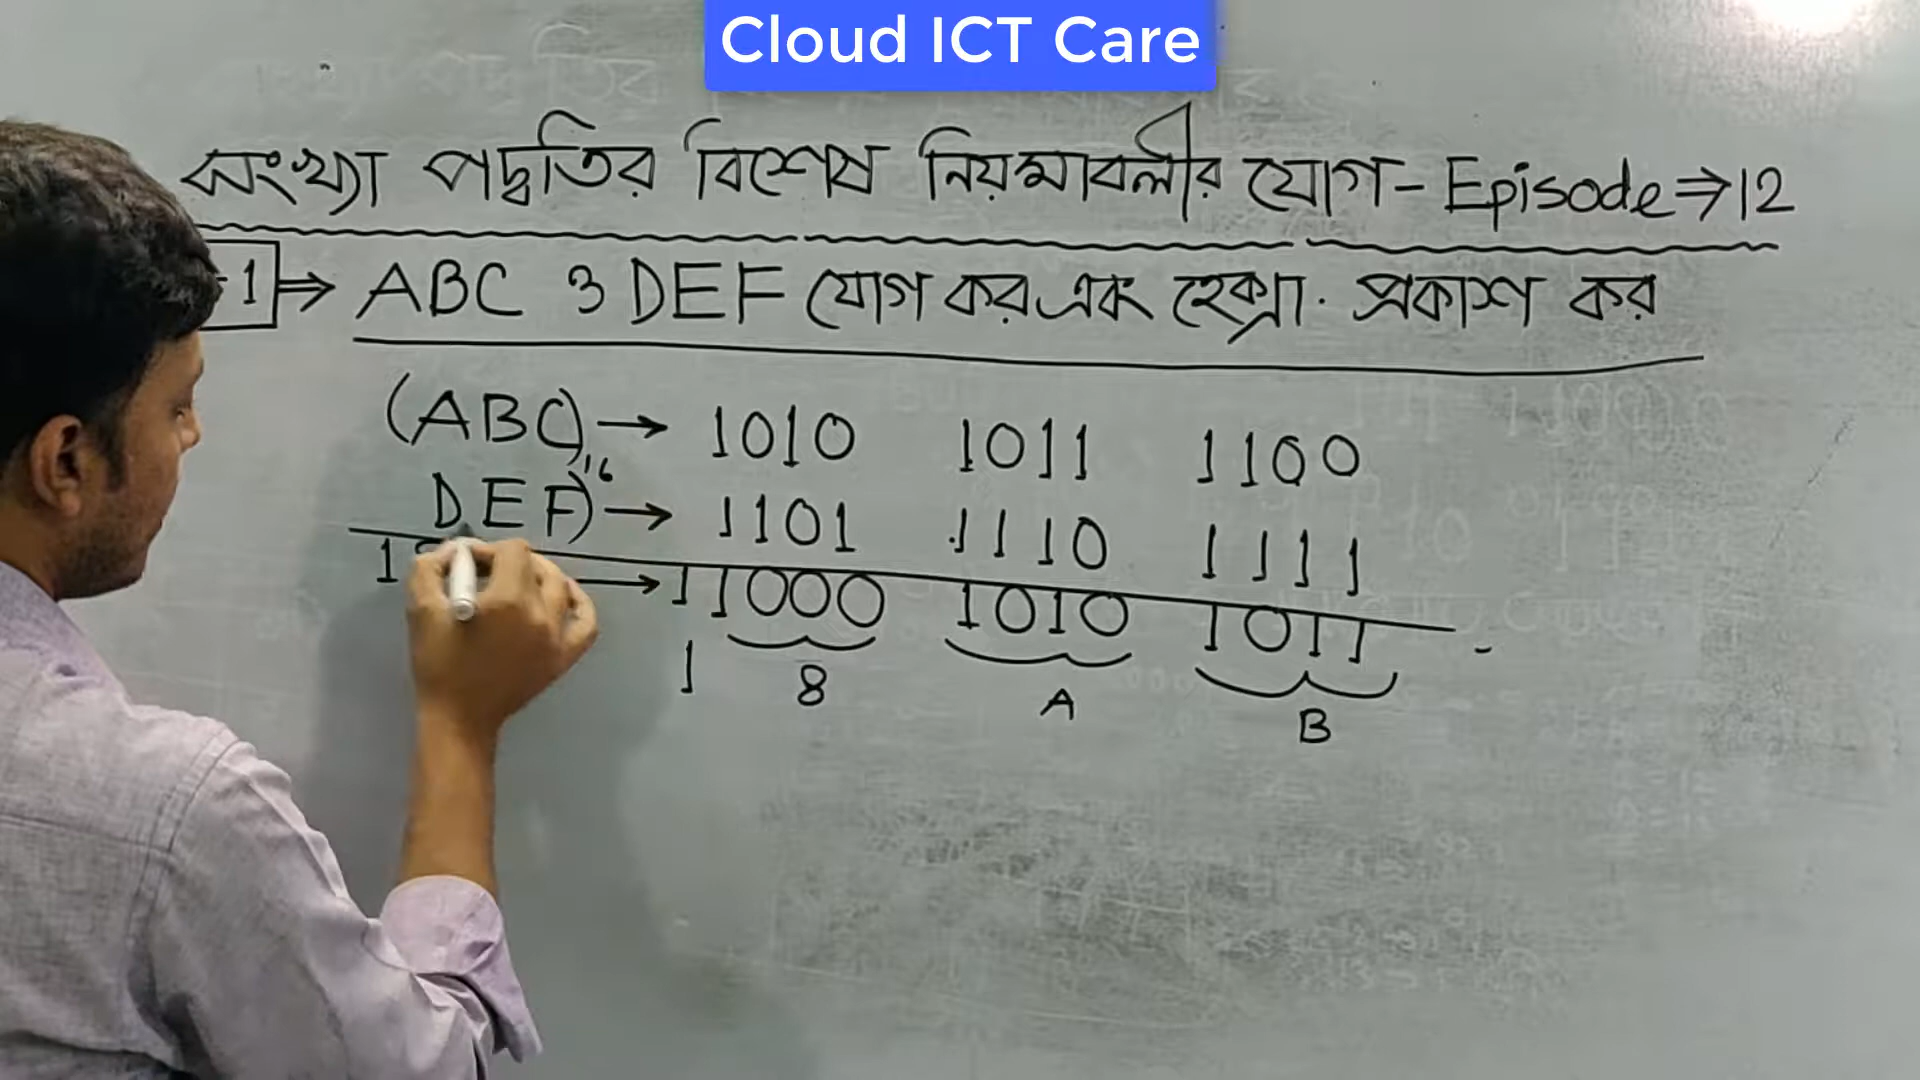 Cloud ICT Care
সংখ্যা পদ্ধতির বিশেষ নিয়মাবলীর যোগ - Episode ⇒ 12
1 ⇒ ABC ও DEF যোগ কর এবং হেক্সা. প্রকাশ কর
(ABC)₁₆ → 1010 1011 1100
DEF) → 1101 1110 1111
1 → 11000 1010 1011
1 8 A B